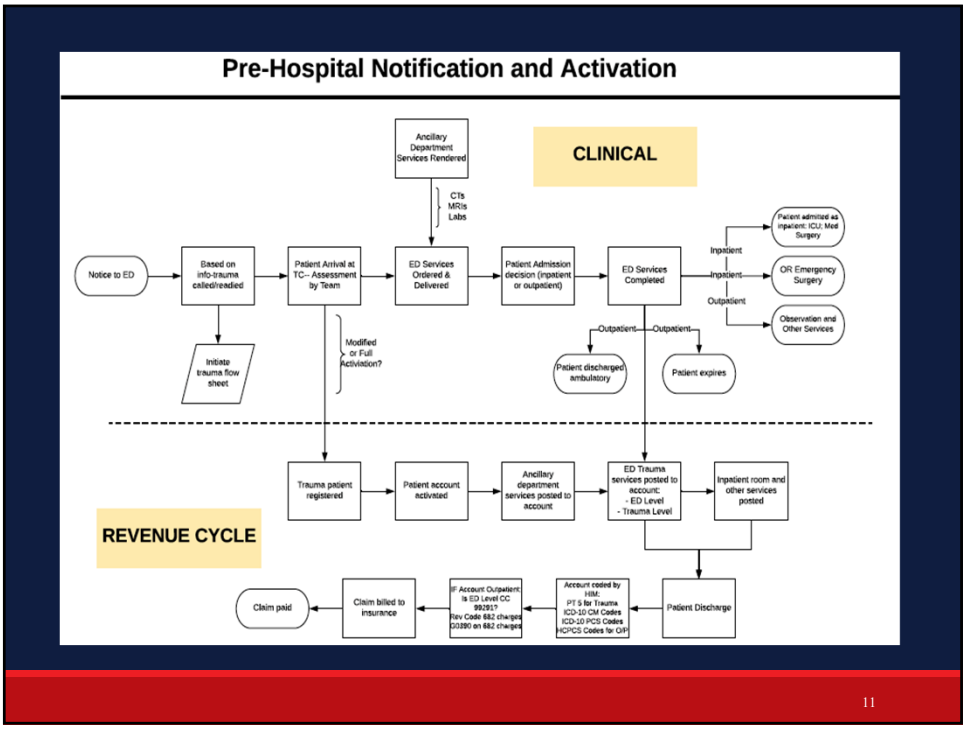 Pre-Hospital Notification and Activation
Ancillary
Department
Services Rendered
CLINICAL
CTs
MRIs
Labs
Notice to ED
Based on
info-trauma
called/readied
Patient Arrival at
TC-- Assessment
by Team
ED Services
Ordered &
Delivered
Patient Admission
decision (inpatient
or outpatient)
ED Services
Completed
Inpatient
Inpatient
Outpatient
Patient admitted as
inpatient: ICU; Med
Surgery
OR Emergency
Surgery
Observation and
Other Services
Initiate
trauma flow
sheet
Modified
or Full
Activiation?
Outpatient
Outpatient
Patient discharged
ambulatory
Patient expires
Trauma patient
registered
Patient account
activated
Ancillary
department
services posted to
account
ED Trauma
services posted to
account:
- ED Level
- Trauma Level
Inpatient room and
other services
posted
REVENUE CYCLE
Claim paid
Claim billed to
insurance
IF Account Outpatient:
Is ED Level CC
99291?
Rev Code 682 charges
G0390 on 682 charges
Account coded by
HIM:
PT 5 for Trauma
ICD-10 CM Codes
ICD-10 PCS Codes
HCPCS Codes for O/P
Patient Discharge
11